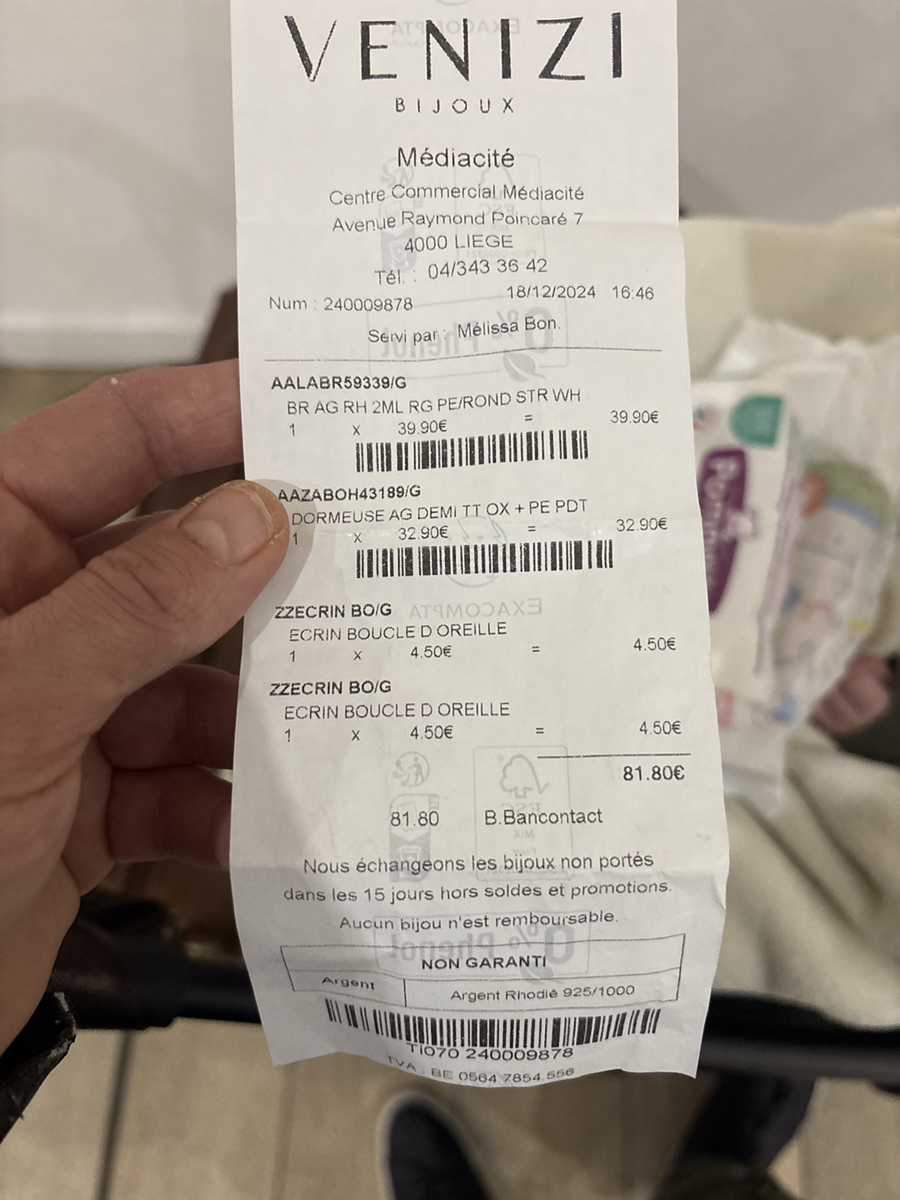 VENIZI
BIJOUX
Médiacité
Centre Commercial Médiacité
Avenue Raymond Poincaré 7
4000 LIEGE
Tél. : 04/343 36 42
Num : 240009878 18/12/2024 16:46
Servi par : Mélissa Bon.
AALABR59339/G
BR AG RH 2ML RG PE/ROND STR WH
1 x 39.90€ = 39.90€
AAZABOH43189/G
DORMEUSE AG DEMI TT OX + PE PDT
1 x 32.90€ = 32.90€
ZZECRIN BO/G
ECRIN BOUCLE D OREILLE
1 x 4.50€ = 4.50€
ZZECRIN BO/G
ECRIN BOUCLE D OREILLE
1 x 4.50€ = 4.50€
81.80€
81.80 B.Bancontact
Nous échangeons les bijoux non portés
dans les 15 jours hors soldes et promotions.
Aucun bijou n'est remboursable.
NON GARANTI
Argent Argent Rhodié 925/1000
TI070 240009878
TVA : BE 0564 7854.556